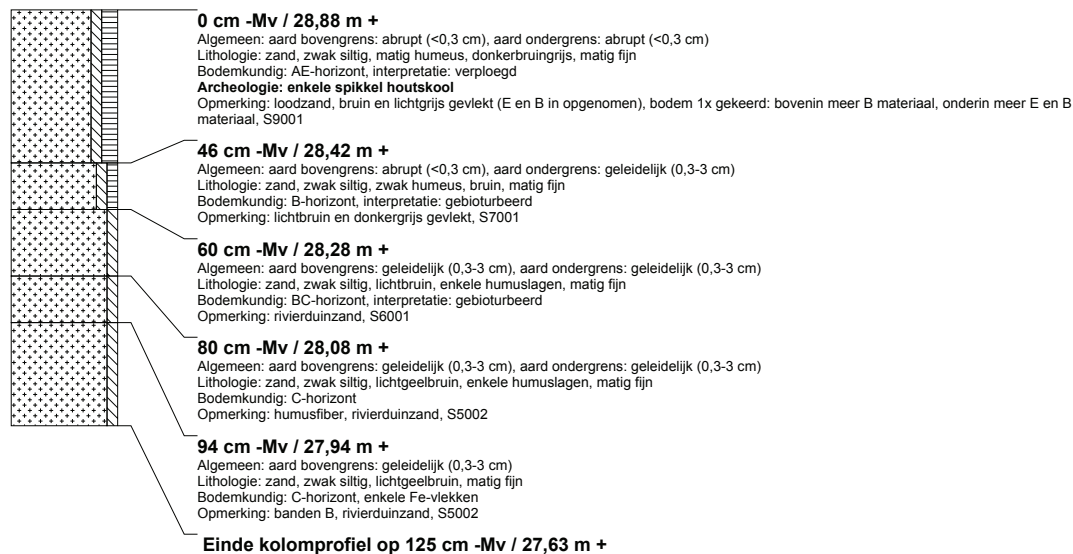 0 cm -Mv / 28,88 m +
Algemeen: aard bovengrens: abrupt (<0,3 cm), aard ondergrens: abrupt (<0,3 cm)
Lithologie: zand, zwak siltig, matig humeus, donkerbruingrijs, matig fijn
Bodemkundig: AE-horizont, interpretatie: verploegd
Archeologie: enkele spikkel houtskool
Opmerking: loodzand, bruin en lichtgrijs gevlekt (E en B in opgenomen), bodem 1x gekeerd: bovenin meer B materiaal, onderin meer E en B
materiaal, S9001
46 cm -Mv / 28,42 m +
Algemeen: aard bovengrens: abrupt (<0,3 cm), aard ondergrens: geleidelijk (0,3-3 cm)
Lithologie: zand, zwak siltig, zwak humeus, bruin, matig fijn
Bodemkundig: B-horizont, interpretatie: gebioturbeerd
Opmerking: lichtbruin en donkergrijs gevlekt, S7001
60 cm -Mv / 28,28 m +
Algemeen: aard bovengrens: geleidelijk (0,3-3 cm), aard ondergrens: geleidelijk (0,3-3 cm)
Lithologie: zand, zwak siltig, lichtbruin, enkele humuslagen, matig fijn
Bodemkundig: BC-horizont, interpretatie: gebioturbeerd
Opmerking: rivierduinzand, S6001
80 cm -Mv / 28,08 m +
Algemeen: aard bovengrens: geleidelijk (0,3-3 cm), aard ondergrens: geleidelijk (0,3-3 cm)
Lithologie: zand, zwak siltig, lichtgeelbruin, enkele humuslagen, matig fijn
Bodemkundig: C-horizont
Opmerking: humusfiber, rivierduinzand, S5002
94 cm -Mv / 27,94 m +
Algemeen: aard bovengrens: geleidelijk (0,3-3 cm)
Lithologie: zand, zwak siltig, lichtgeelbruin, matig fijn
Bodemkundig: C-horizont, enkele Fe-vlekken
Opmerking: banden B, rivierduinzand, S5002
Einde kolomprofiel op 125 cm -Mv / 27,63 m +